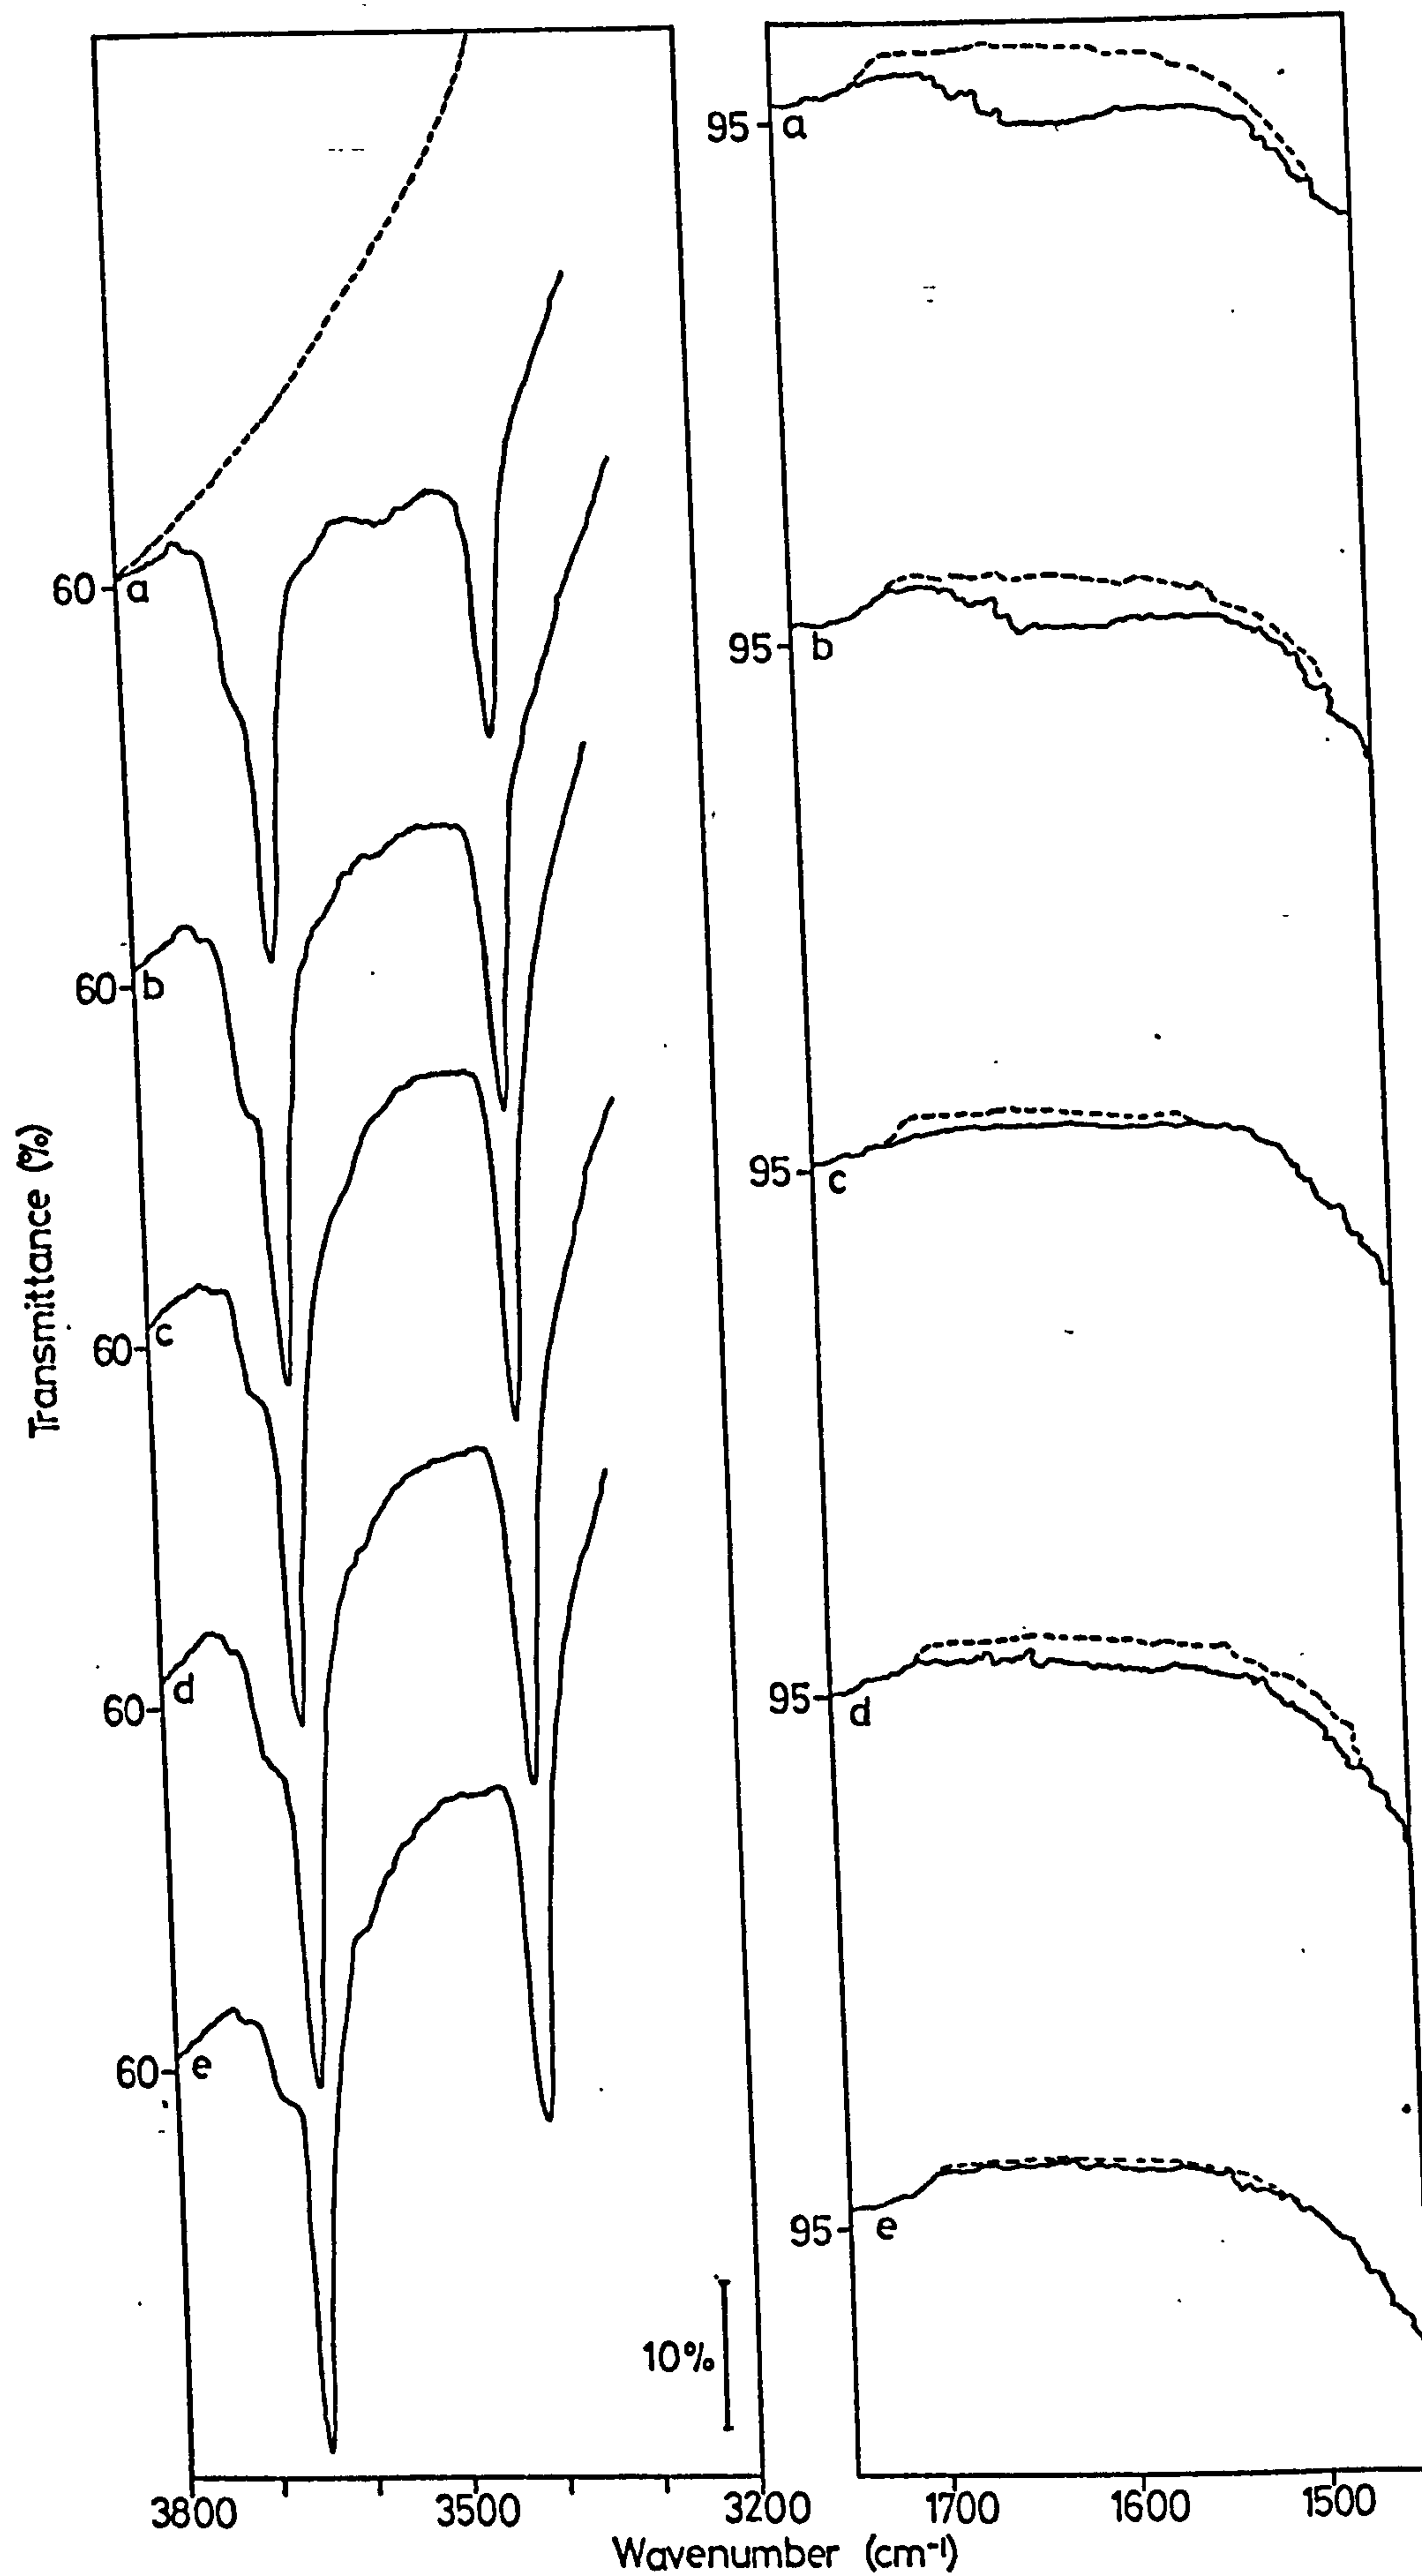 95 a
60 a
95 b
60 b
95 c
60 c
Transmittance (%)
95 d
60 d
95 e
60 e
10%
3800 3500 3200 1700 1600 1500
Wavenumber (cm⁻¹)